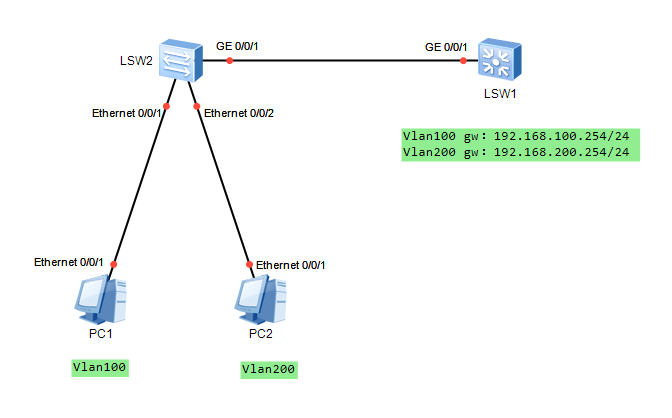 GE 0/0/1
GE 0/0/1
LSW2
LSW1
Ethernet 0/0/1
Ethernet 0/0/2
Vlan100 gw: 192.168.100.254/24
Vlan200 gw: 192.168.200.254/24
Ethernet 0/0/1
Ethernet 0/0/1
PC1
PC2
Vlan100
Vlan200